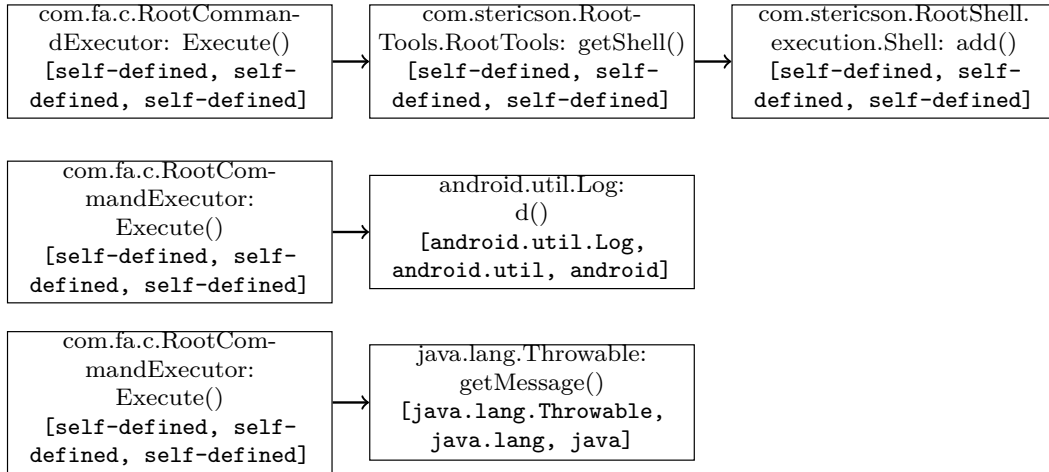 com.fa.c.RootComman-
dExecutor: Execute()
[self-defined, self-
defined, self-defined]
com.stericson.Root-
Tools.RootTools: getShell()
[self-defined, self-
defined, self-defined]
com.stericson.RootShell.
execution.Shell: add()
[self-defined, self-
defined, self-defined]
com.fa.c.RootCom-
mandExecutor:
Execute()
[self-defined, self-
defined, self-defined]
android.util.Log:
d()
[android.util.Log,
android.util, android]
com.fa.c.RootCom-
mandExecutor:
Execute()
[self-defined, self-
defined, self-defined]
java.lang.Throwable:
getMessage()
[java.lang.Throwable,
java.lang, java]